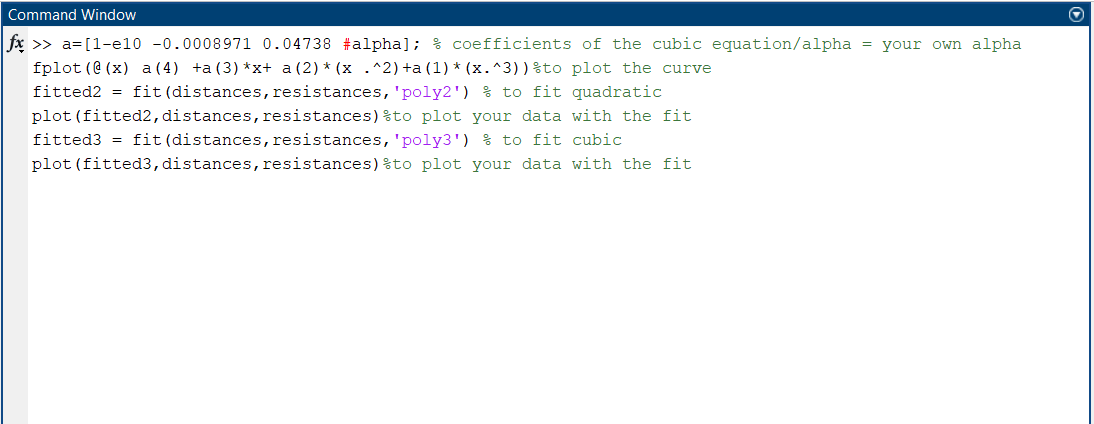 Command Window
fx >> a=[1-e10 -0.0008971 0.04738 #alpha]; % coefficients of the cubic equation/alpha = your own alpha
fplot(@(x) a(4) +a(3)*x+ a(2)*(x .^2)+a(1)*(x.^3))%to plot the curve
fitted2 = fit(distances,resistances,'poly2') % to fit quadratic
plot(fitted2,distances,resistances)%to plot your data with the fit
fitted3 = fit(distances,resistances,'poly3') % to fit cubic
plot(fitted3,distances,resistances)%to plot your data with the fit